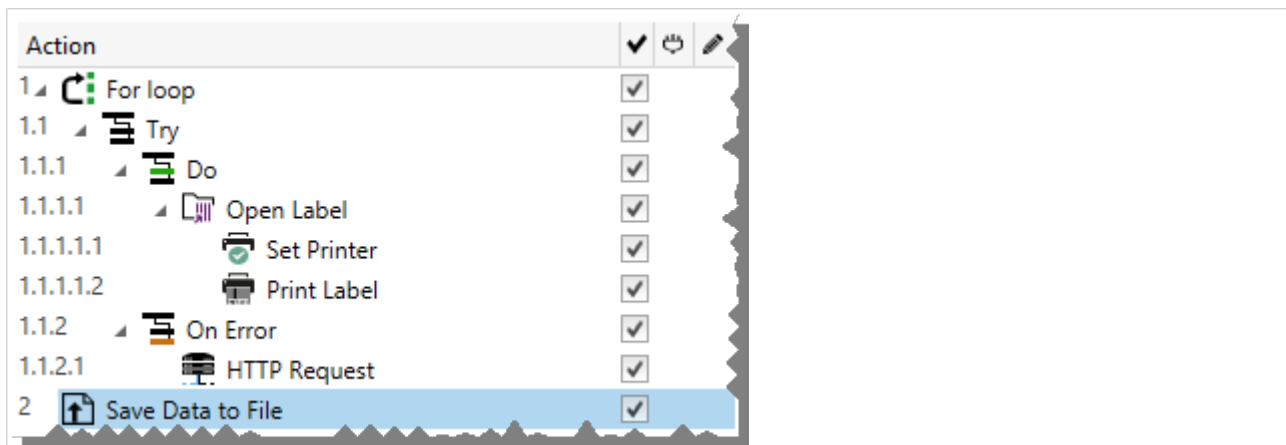 Action
1 For loop
1.1 Try
1.1.1 Do
1.1.1.1 Open Label
1.1.1.1.1 Set Printer
1.1.1.1.2 Print Label
1.1.2 On Error
1.1.2.1 HTTP Request
2 Save Data to File